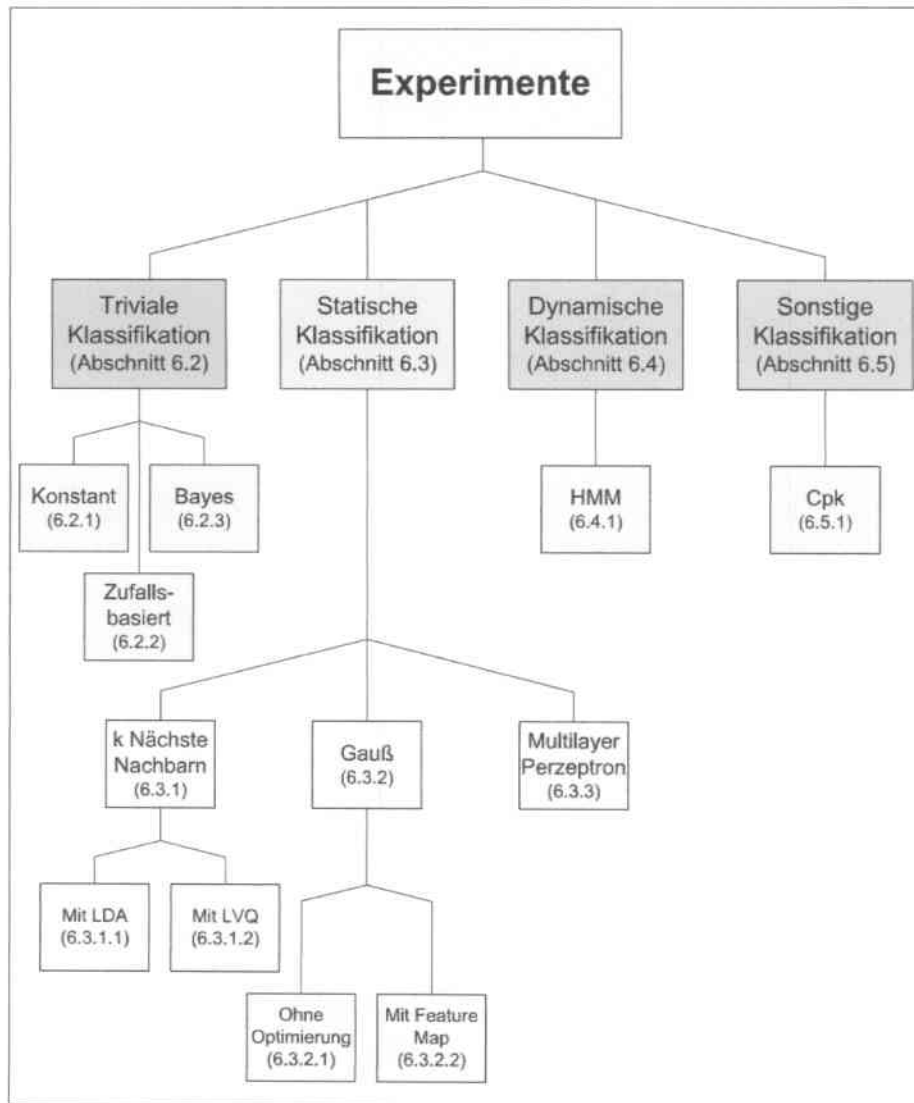 Experimente
Triviale
Klassifikation
(Abschnitt 6.2)
Statische
Klassifikation
(Abschnitt 6.3)
Dynamische
Klassifikation
(Abschnitt 6.4)
Sonstige
Klassifikation
(Abschnitt 6.5)
Konstant
(6.2.1)
Bayes
(6.2.3)
Zufalls-
basiert
(6.2.2)
HMM
(6.4.1)
Cpk
(6.5.1)
k Nächste
Nachbarn
(6.3.1)
Gauß
(6.3.2)
Multilayer
Perzeptron
(6.3.3)
Mit LDA
(6.3.1.1)
Mit LVQ
(6.3.1.2)
Ohne
Optimierung
(6.3.2.1)
Mit Feature
Map
(6.3.2.2)